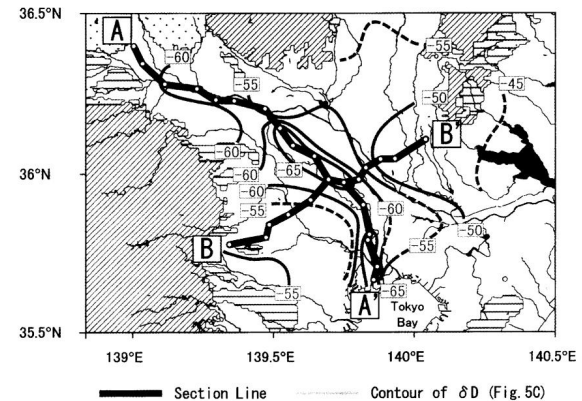 36.5°N
36.0°N
35.5°N
139°E
139.5°E
140°E
140.5°E
A
-60
-55
-55
-45
-50
B'
-60
-65
-60
-60
-55
-60
-50
B
-55
-55
-65
A'
Tokyo
Bay
Section Line
Contour of δD (Fig. 5C)